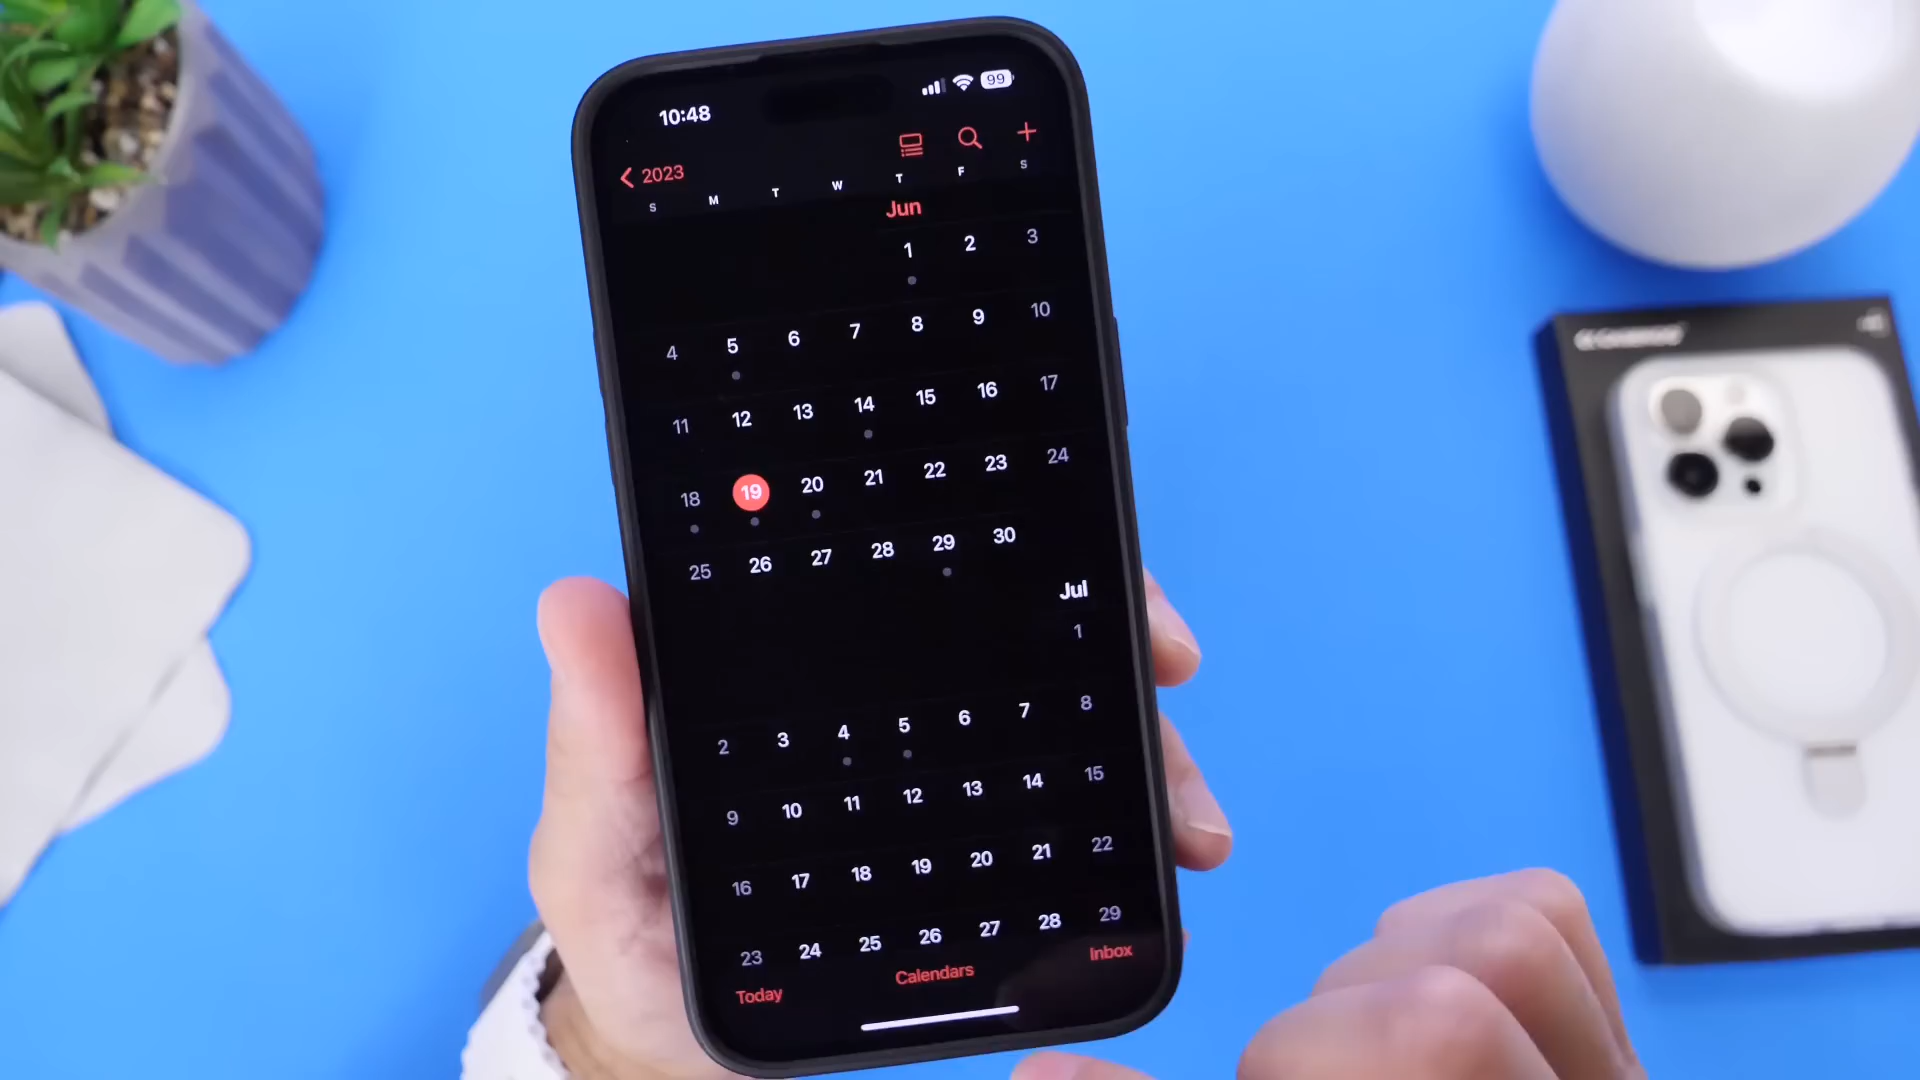 10:48 99
2023
S M T W T F S
Jun
1 2 3
4 5 6 7 8 9 10
11 12 13 14 15 16 17
18 19 20 21 22 23 24
25 26 27 28 29 30
Jul
1
2 3 4 5 6 7 8
9 10 11 12 13 14 15
16 17 18 19 20 21 22
23 24 25 26 27 28 29
Today Calendars Inbox